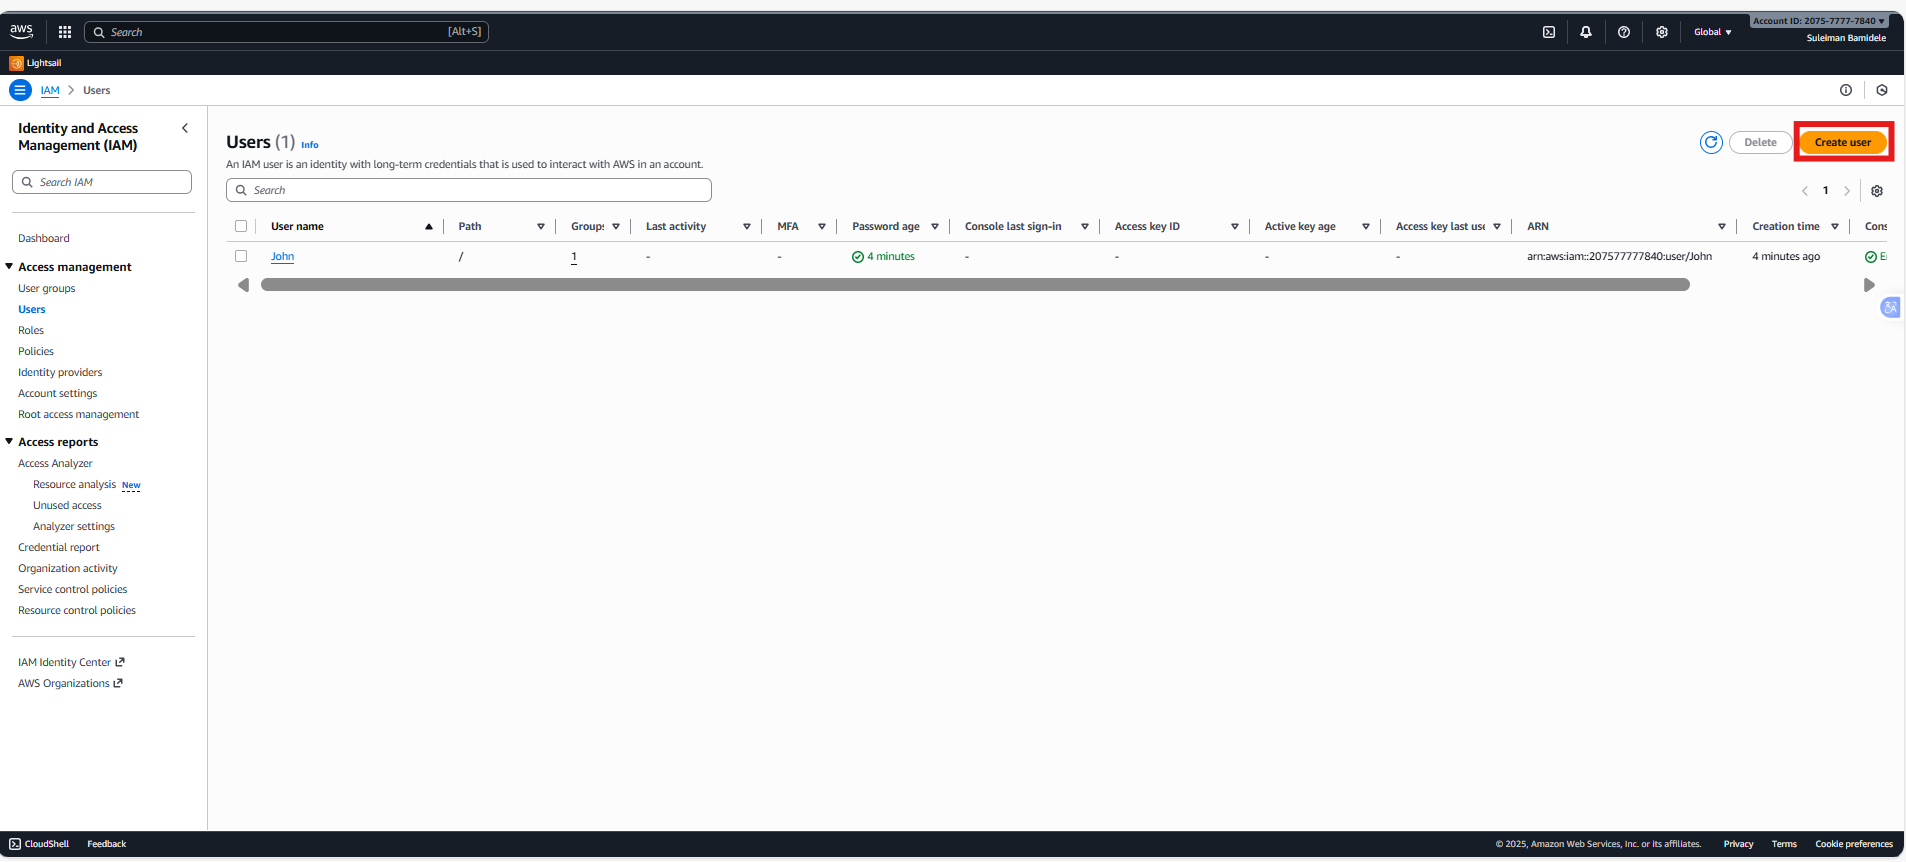 aws Search [Alt+S] Global Account ID: 2075-7777-7840
Suleiman Bamidele
Lightsail
IAM > Users
Identity and Access Management (IAM)
Search IAM
Dashboard
Access management
User groups
Users
Roles
Policies
Identity providers
Account settings
Root access management
Access reports
Access Analyzer
Resource analysis New
Unused access
Analyzer settings
Credential report
Organization activity
Service control policies
Resource control policies
IAM Identity Center
AWS Organizations
Users (1) Info
Delete Create user
An IAM user is an identity with long-term credentials that is used to interact with AWS in an account.
Search
1
User name Path Groups Last activity MFA Password age Console last sign-in Access key ID Active key age Access key last use ARN Creation time Cons
John / 1 - - 4 minutes - - - - arn:aws:iam::207577777840:user/John 4 minutes ago E
CloudShell Feedback © 2025, Amazon Web Services, Inc. or its affiliates. Privacy Terms Cookie preferences